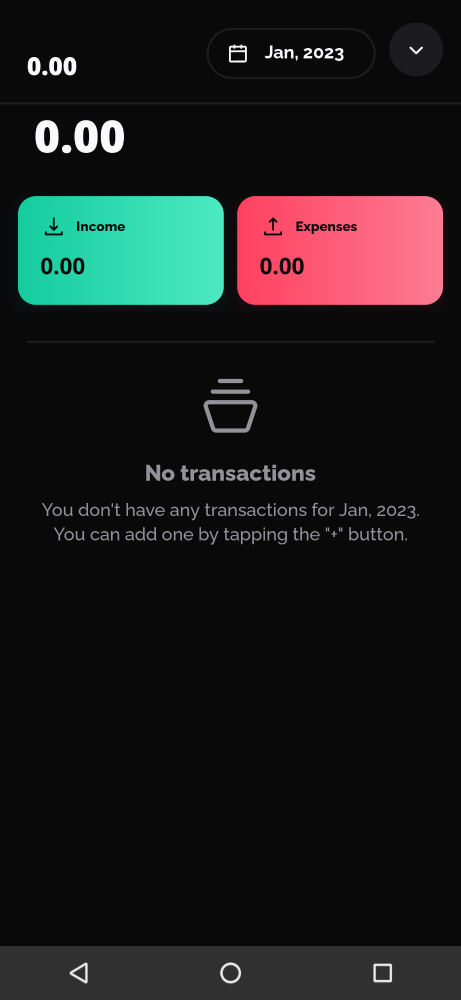 0.00
Jan, 2023
0.00
Income
0.00
Expenses
0.00
No transactions
You don't have any transactions for Jan, 2023.
You can add one by tapping the "+" button.